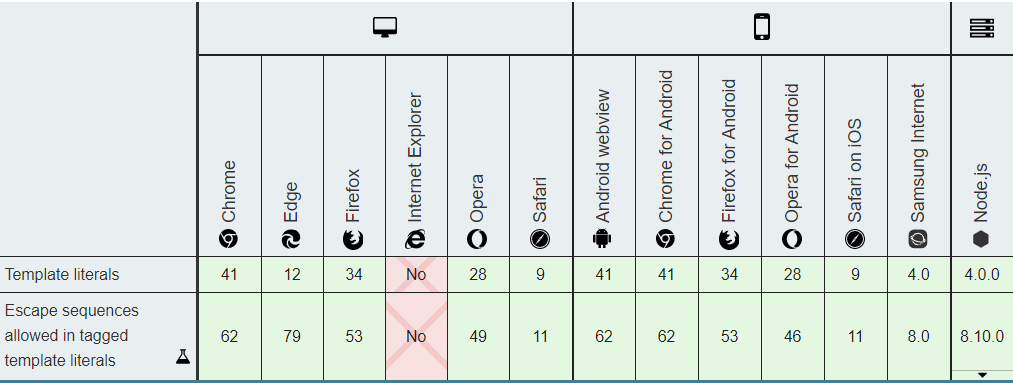 Chrome
Edge
Firefox
Internet Explorer
Opera
Safari
Android webview
Chrome for Android
Firefox for Android
Opera for Android
Safari on iOS
Samsung Internet
Node.js
Template literals 41 12 34 No 28 9 41 41 34 28 9 4.0 4.0.0
Escape sequences
allowed in tagged
template literals
62 79 53 No 49 11 62 62 53 46 11 8.0 8.10.0